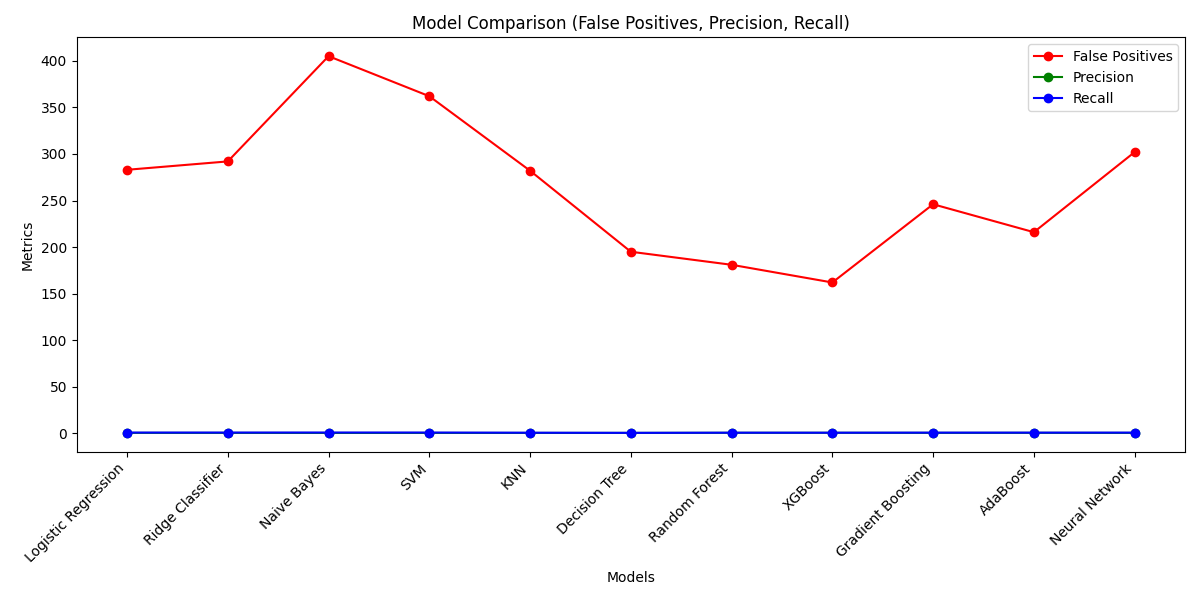 Model Comparison (False Positives, Precision, Recall)
False Positives
Precision
Recall
Metrics
400
350
300
250
200
150
100
50
0
Logistic Regression
Ridge Classifier
Naive Bayes
SVM
KNN
Decision Tree
Random Forest
XGBoost
Gradient Boosting
AdaBoost
Neural Network
Models